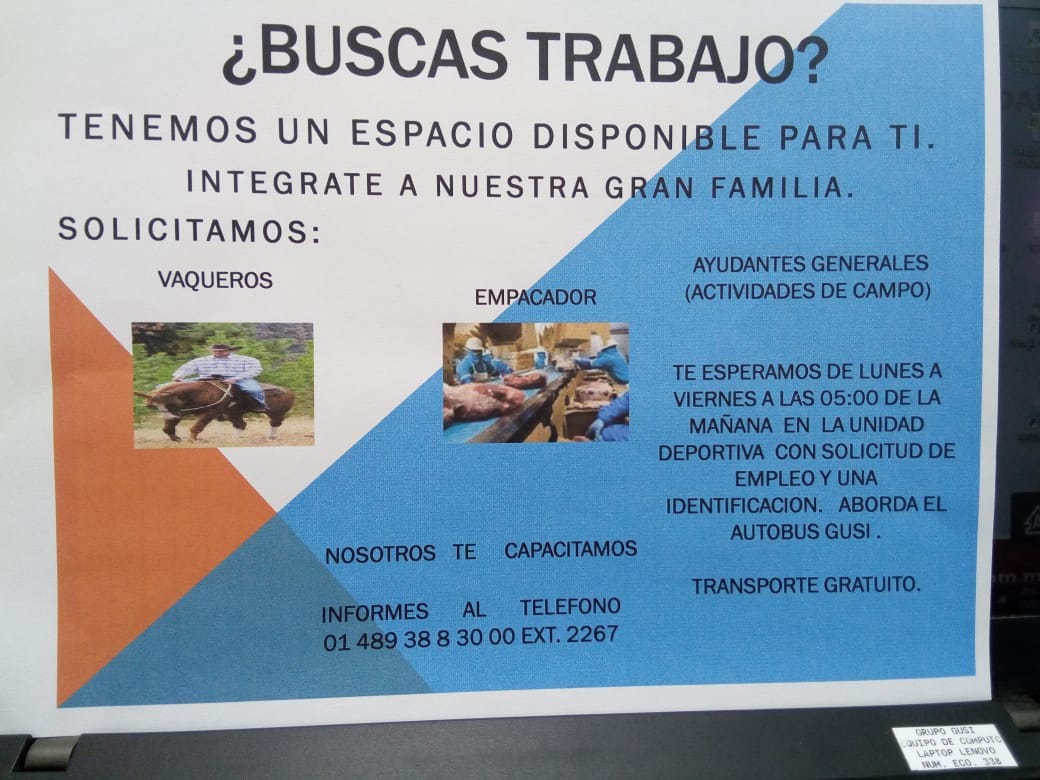 ¿BUSCAS TRABAJO?
TENEMOS UN ESPACIO DISPONIBLE PARA TI.
INTEGRATE A NUESTRA GRAN FAMILIA.
SOLICITAMOS:
VAQUEROS
EMPACADOR
AYUDANTES GENERALES
(ACTIVIDADES DE CAMPO)
TE ESPERAMOS DE LUNES A
VIERNES A LAS 05:00 DE LA
MAÑANA EN LA UNIDAD
DEPORTIVA CON SOLICITUD DE
EMPLEO Y UNA
IDENTIFICACION. ABORDA EL
AUTOBUS GUSI .
TRANSPORTE GRATUITO.
NOSOTROS TE CAPACITAMOS
INFORMES AL TELEFONO
01 489 38 8 30 00 EXT. 2267
GRUPO GUSI
EQUIPO DE COMPUTO
LAPTOP LENOVO
NUM. ECO. 338